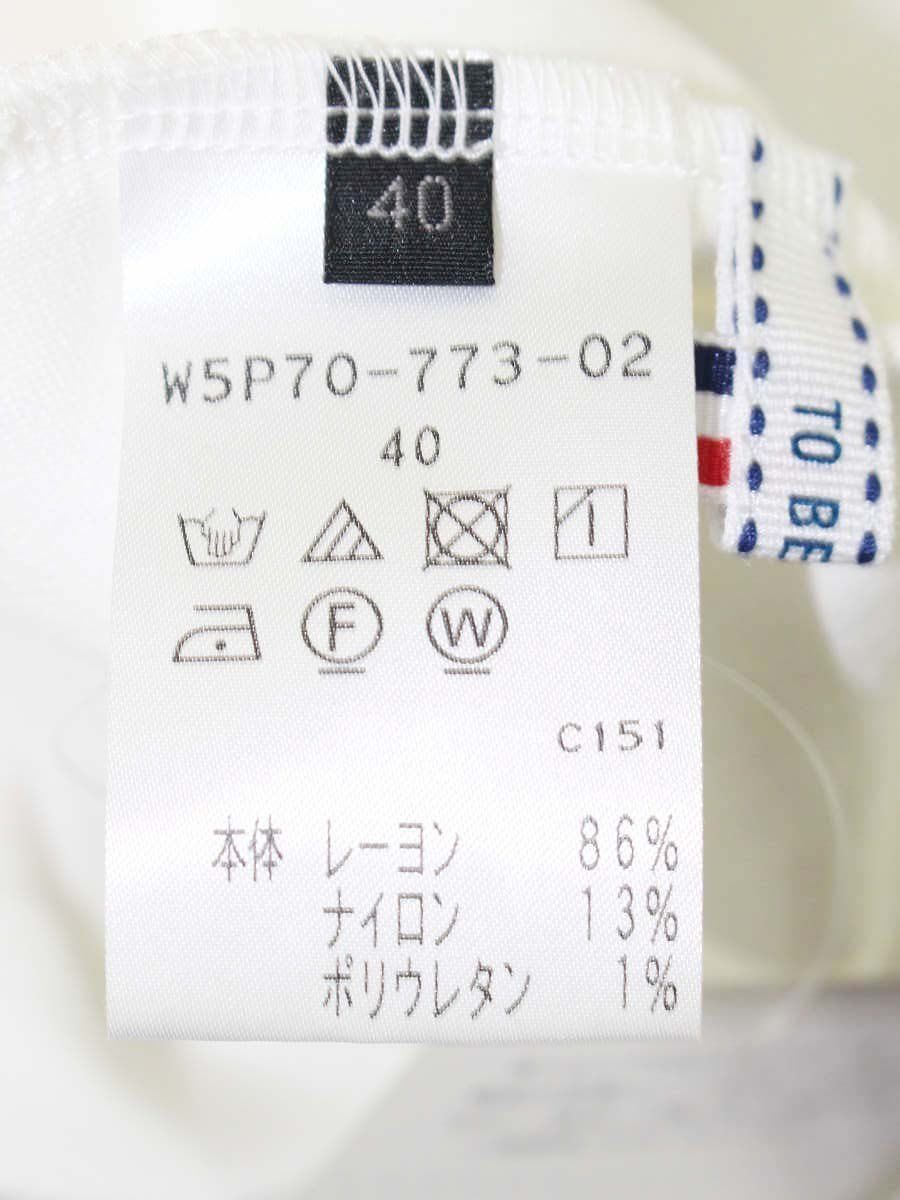 40
W5P70-773-02
40
F W
C151
本体 レーヨン 86%
ナイロン 13%
ポリウレタン 1%
TO BE